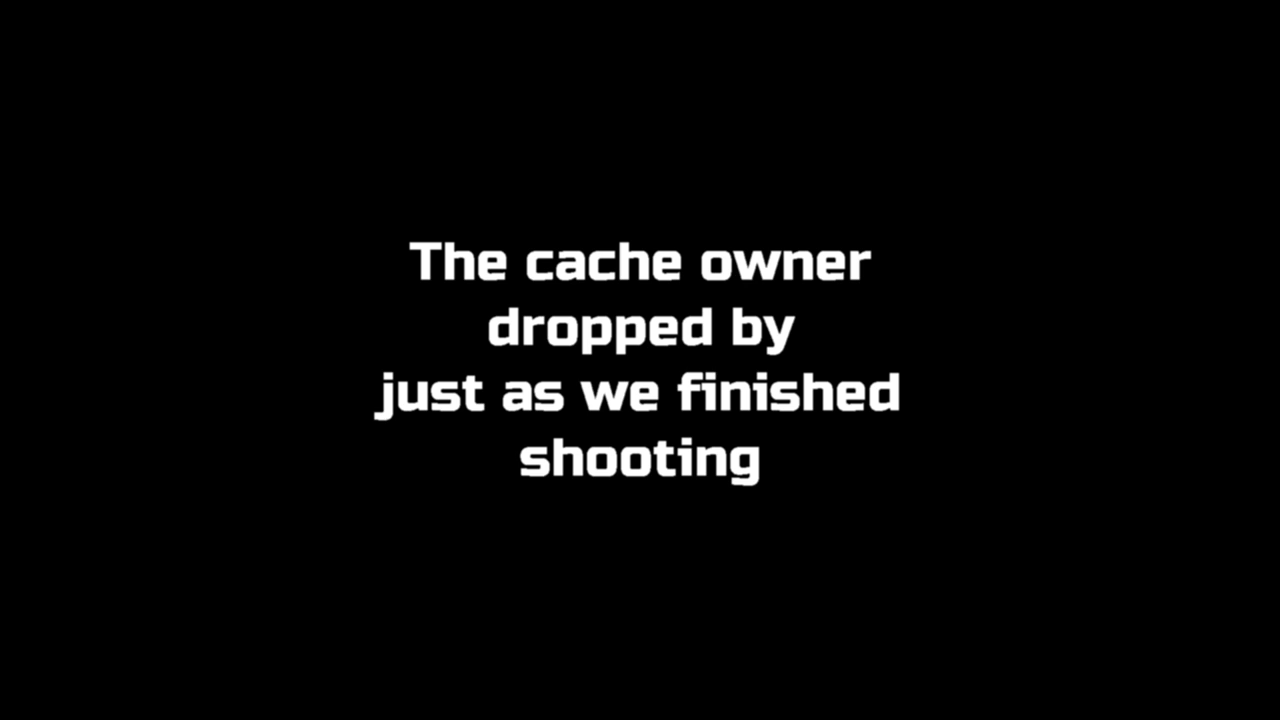 The cache owner
dropped by
just as we finished
shooting